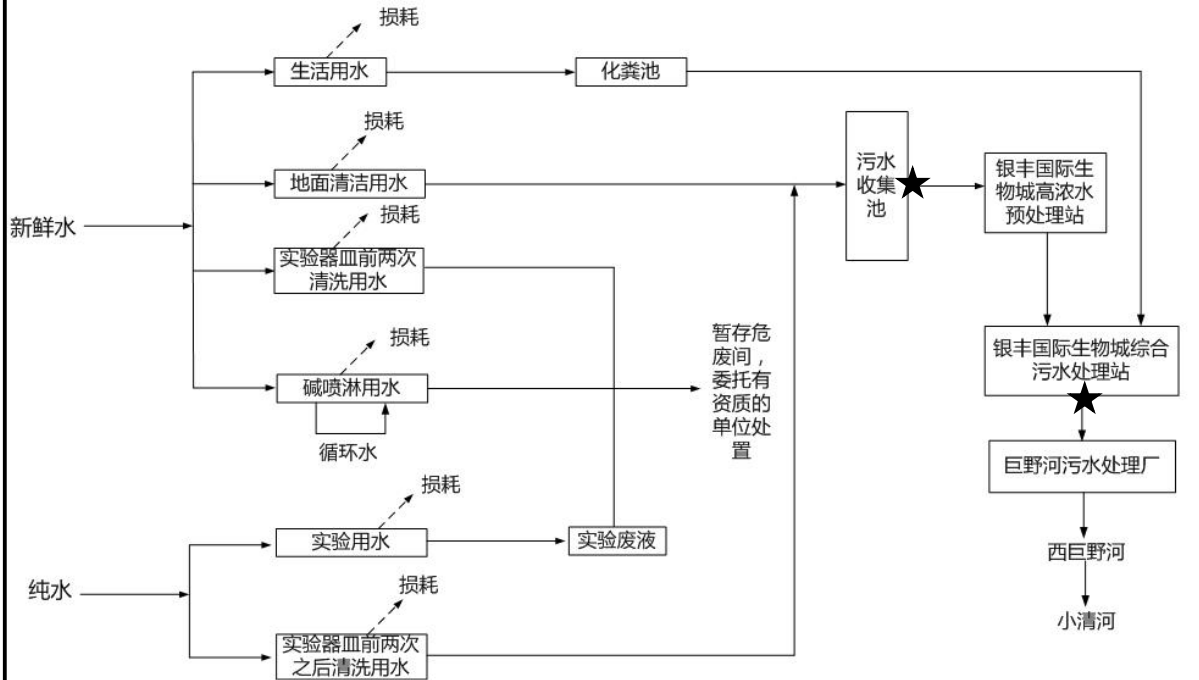 损耗
生活用水
化粪池
损耗
地面清洁用水
污水
收集
池
银丰国际生
物城高浓水
预处理站
新鲜水
损耗
实验器皿前两次
清洗用水
损耗
碱喷淋用水
循环水
暂存危
废间，
委托有
资质的
单位处
置
银丰国际生物城综合
污水处理站
巨野河污水处理厂
损耗
实验用水
实验废液
西巨野河
纯水
损耗
实验器皿前两次
之后清洗用水
小清河